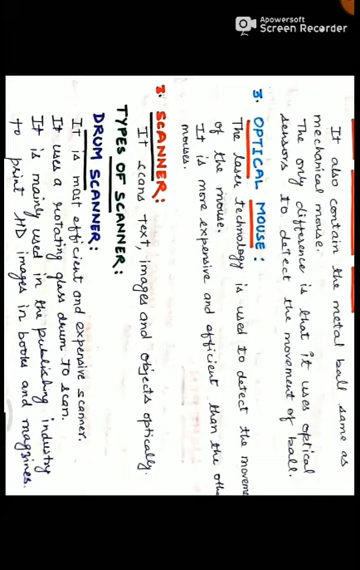 Apowersoft
Screen Recorder
It also contain the metal ball same as
mechanical mouse.
The only difference is that it uses optical
sensors to detect the movement of ball.
3. OPTICAL MOUSE:
The laser technology is used to detect the movem
of the mouse.
It is more expensive and efficient than the oth
mouses.
2. SCANNER:
It scans text, images and objects optically.
TYPES OF SCANNER:
DRUM SCANNER:
It is most efficient and expensive scanner.
It uses a rotating glass drum to scan.
It is mainly used in the publishing industry
to print HD images in books and magzines.